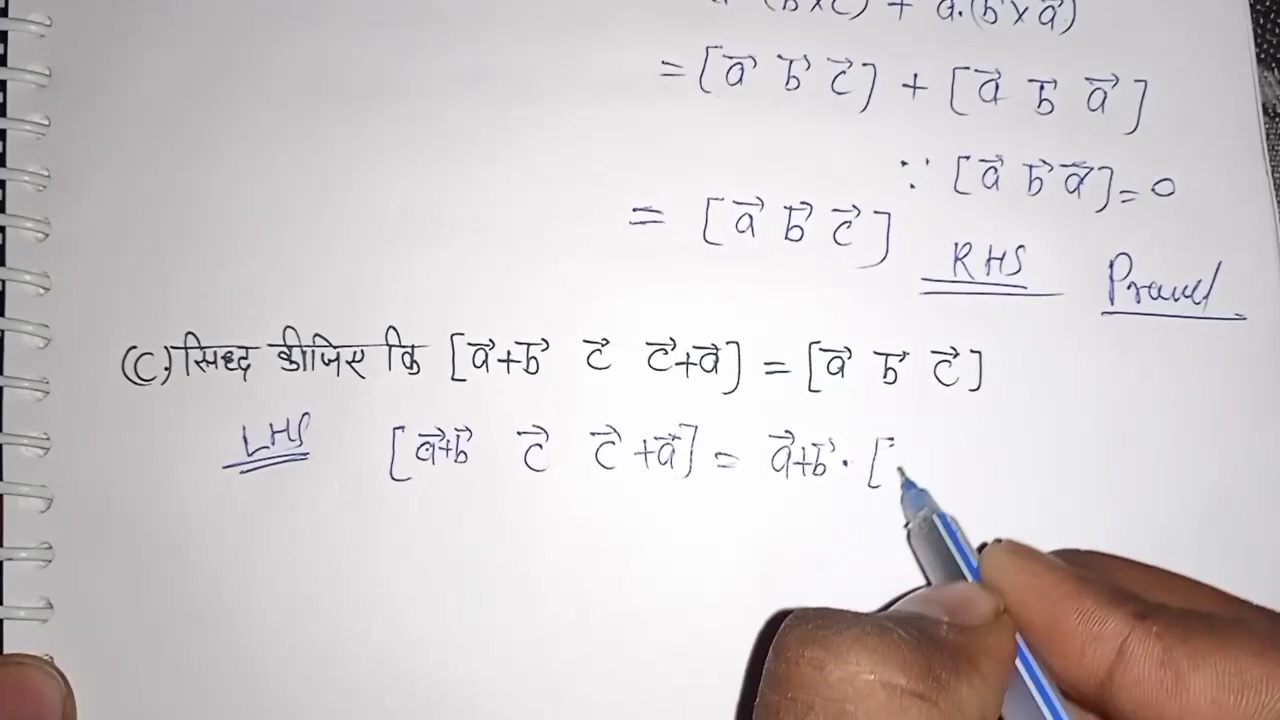 (b×c) + a⃗.(b⃗×a⃗)
= [a⃗ b⃗ c⃗] + [a⃗ b⃗ a⃗]
∵ [a⃗ b⃗ a⃗] = 0
= [a⃗ b⃗ c⃗]
RHS Proved
(C). सिध्द कीजिए कि [a⃗+b⃗ c⃗ c⃗+a⃗] = [a⃗ b⃗ c⃗]
LHS [a⃗+b⃗ c⃗ c⃗+a⃗] = a⃗+b⃗ · [